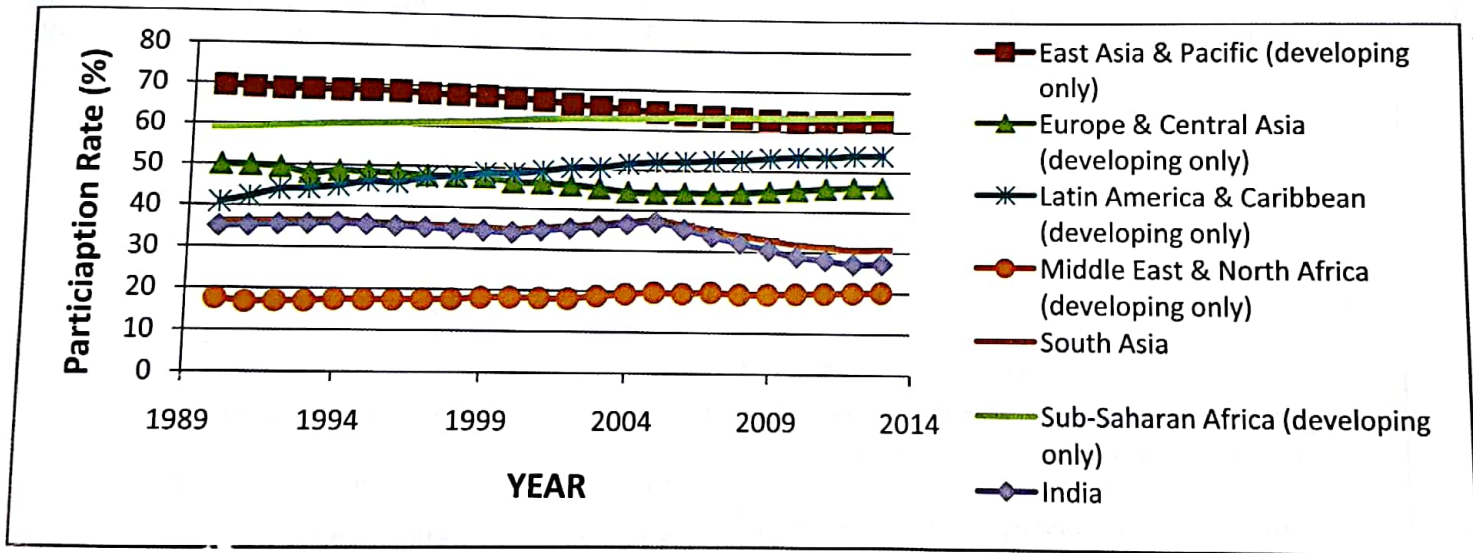 80
70
60
50
40
30
20
10
0
Particiaption Rate (%)
1989 1994 1999 2004 2009 2014
YEAR
East Asia & Pacific (developing
only)
Europe & Central Asia
(developing only)
Latin America & Caribbean
(developing only)
Middle East & North Africa
(developing only)
South Asia
Sub-Saharan Africa (developing
only)
India